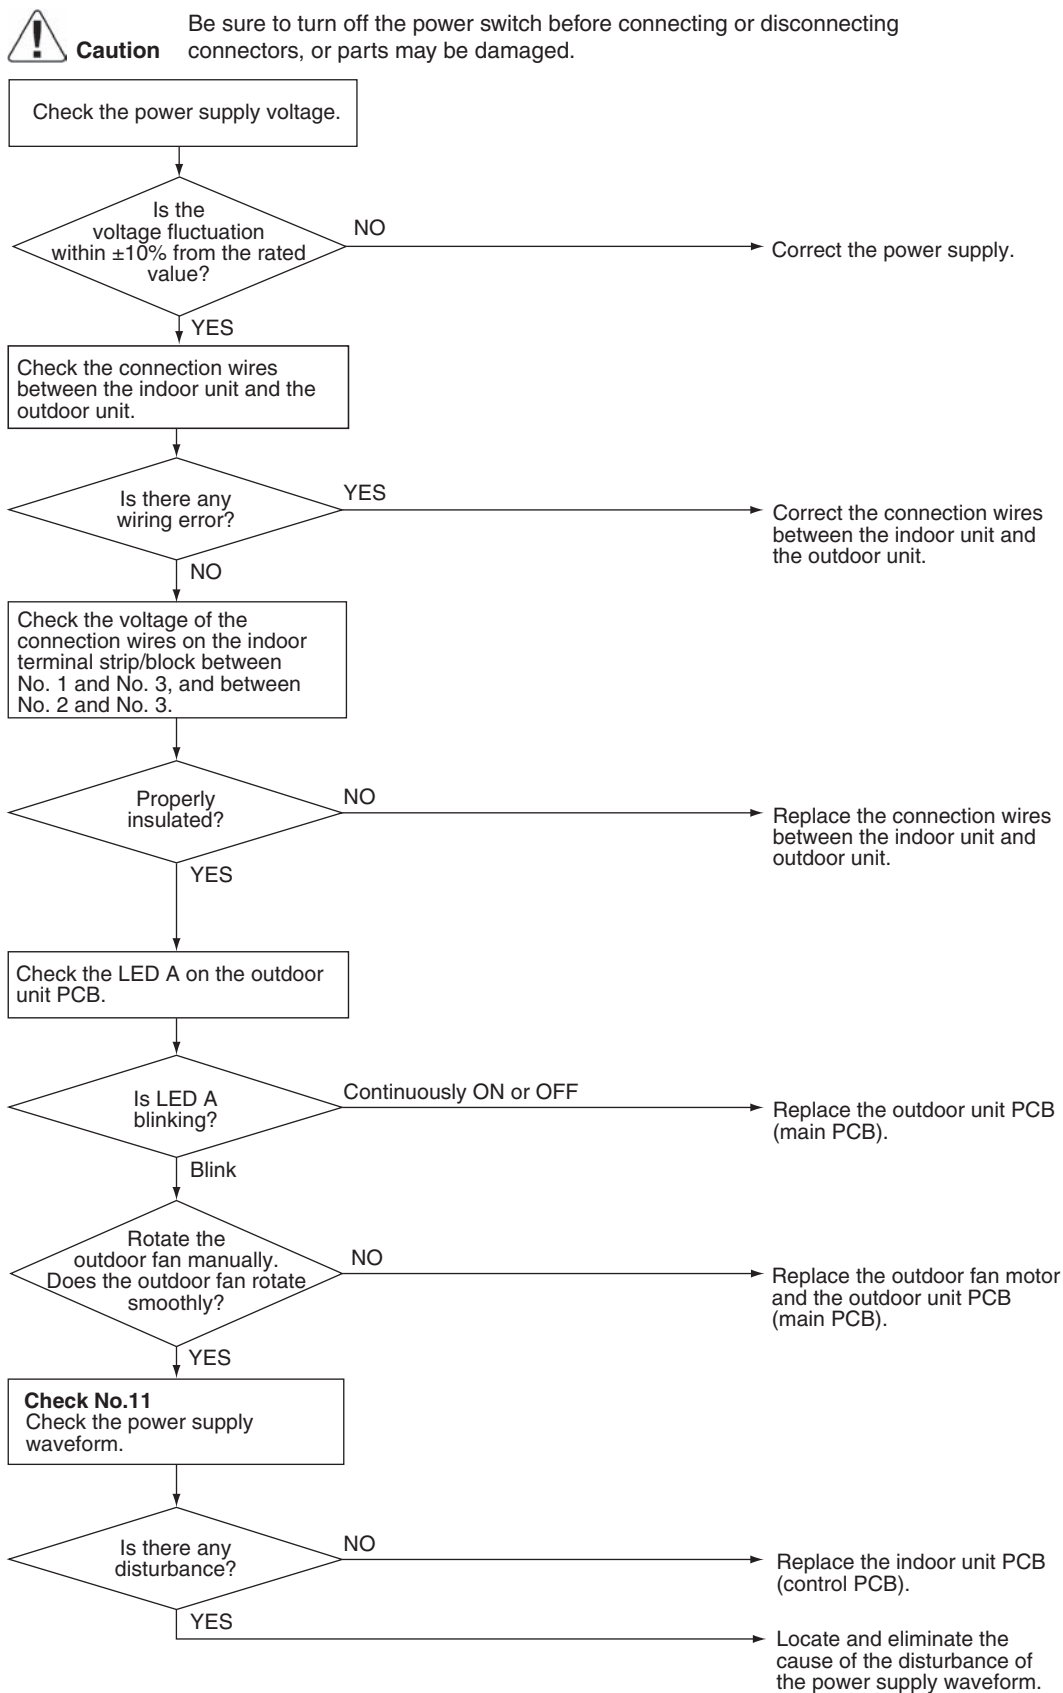 Be sure to turn off the power switch before connecting or disconnecting
Caution
connectors, or parts may be damaged.
Check the power supply voltage.
Is the
voltage fluctuation
within ±10% from the rated
value?
NO
Correct the power supply.
YES
Check the connection wires
between the indoor unit and the
outdoor unit.
Is there any
wiring error?
YES
Correct the connection wires
between the indoor unit and
the outdoor unit.
NO
Check the voltage of the
connection wires on the indoor
terminal strip/block between
No. 1 and No. 3, and between
No. 2 and No. 3.
Properly
insulated?
NO
Replace the connection wires
between the indoor unit and
outdoor unit.
YES
Check the LED A on the outdoor
unit PCB.
Is LED A
blinking?
Continuously ON or OFF
Replace the outdoor unit PCB
(main PCB).
Blink
Rotate the
outdoor fan manually.
Does the outdoor fan rotate
smoothly?
NO
Replace the outdoor fan motor
and the outdoor unit PCB
(main PCB).
YES
Check No.11
Check the power supply
waveform.
Is there any
disturbance?
NO
Replace the indoor unit PCB
(control PCB).
YES
Locate and eliminate the
cause of the disturbance of
the power supply waveform.